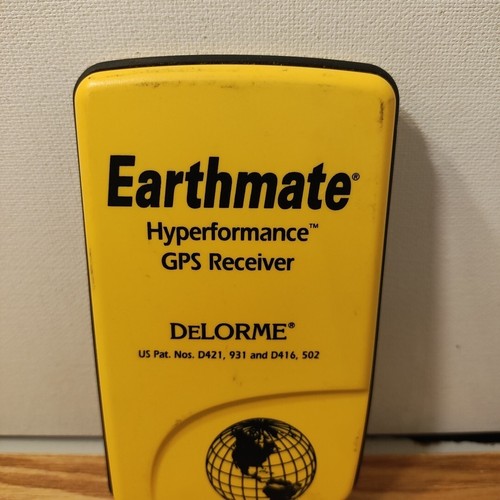 Earthmate®
Hyperformance™
GPS Receiver
DELORME®
US Pat. Nos. D421, 931 and D416, 502